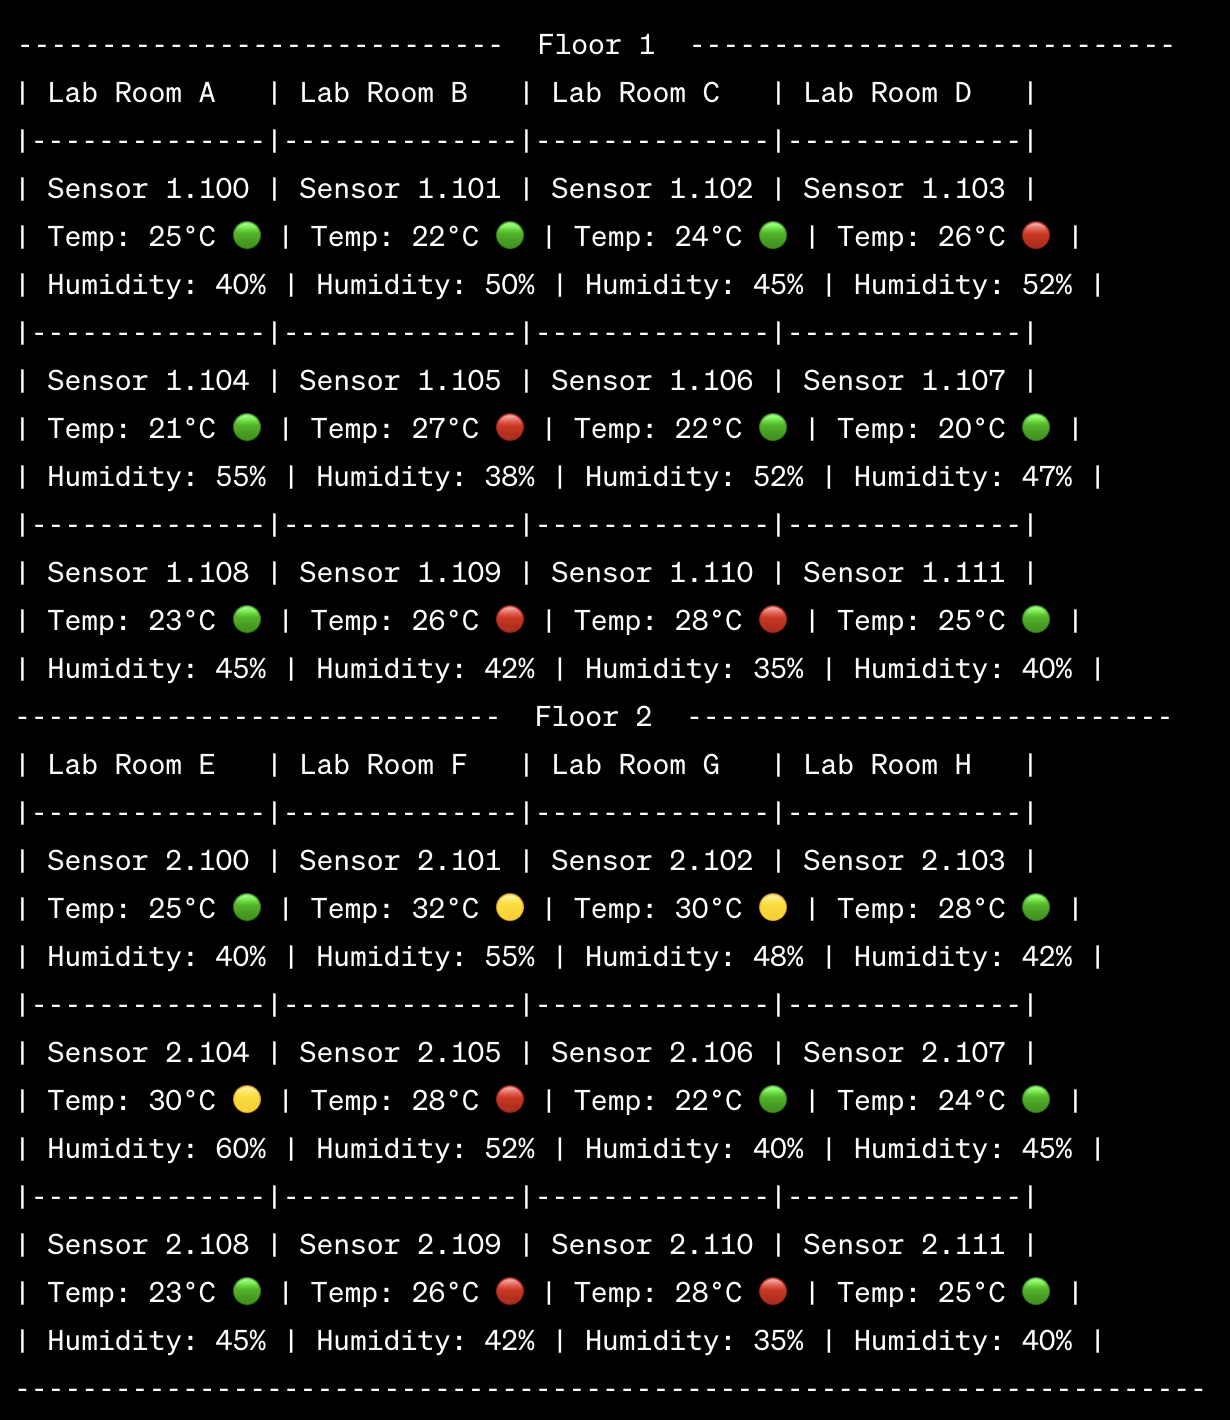 -----------------------------  Floor 1  -----------------------------
| Lab Room A   | Lab Room B   | Lab Room C   | Lab Room D   |
|--------------|--------------|--------------|--------------|
| Sensor 1.100 | Sensor 1.101 | Sensor 1.102 | Sensor 1.103 |
| Temp: 25°C 🟢 | Temp: 22°C 🟢 | Temp: 24°C 🟢 | Temp: 26°C 🔴 |
| Humidity: 40% | Humidity: 50% | Humidity: 45% | Humidity: 52% |
|--------------|--------------|--------------|--------------|
| Sensor 1.104 | Sensor 1.105 | Sensor 1.106 | Sensor 1.107 |
| Temp: 21°C 🟢 | Temp: 27°C 🔴 | Temp: 22°C 🟢 | Temp: 20°C 🟢 |
| Humidity: 55% | Humidity: 38% | Humidity: 52% | Humidity: 47% |
|--------------|--------------|--------------|--------------|
| Sensor 1.108 | Sensor 1.109 | Sensor 1.110 | Sensor 1.111 |
| Temp: 23°C 🟢 | Temp: 26°C 🔴 | Temp: 28°C 🔴 | Temp: 25°C 🟢 |
| Humidity: 45% | Humidity: 42% | Humidity: 35% | Humidity: 40% |
-----------------------------  Floor 2  -----------------------------
| Lab Room E   | Lab Room F   | Lab Room G   | Lab Room H   |
|--------------|--------------|--------------|--------------|
| Sensor 2.100 | Sensor 2.101 | Sensor 2.102 | Sensor 2.103 |
| Temp: 25°C 🟢 | Temp: 32°C 🟡 | Temp: 30°C 🟡 | Temp: 28°C 🟢 |
| Humidity: 40% | Humidity: 55% | Humidity: 48% | Humidity: 42% |
|--------------|--------------|--------------|--------------|
| Sensor 2.104 | Sensor 2.105 | Sensor 2.106 | Sensor 2.107 |
| Temp: 30°C 🟡 | Temp: 28°C 🔴 | Temp: 22°C 🟢 | Temp: 24°C 🟢 |
| Humidity: 60% | Humidity: 52% | Humidity: 40% | Humidity: 45% |
|--------------|--------------|--------------|--------------|
| Sensor 2.108 | Sensor 2.109 | Sensor 2.110 | Sensor 2.111 |
| Temp: 23°C 🟢 | Temp: 26°C 🔴 | Temp: 28°C 🔴 | Temp: 25°C 🟢 |
| Humidity: 45% | Humidity: 42% | Humidity: 35% | Humidity: 40% |
-----------------------------------------------------------------------